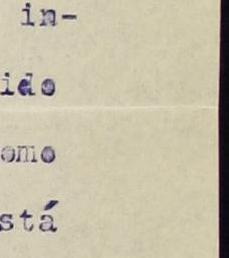 in-
ido
omo
stá